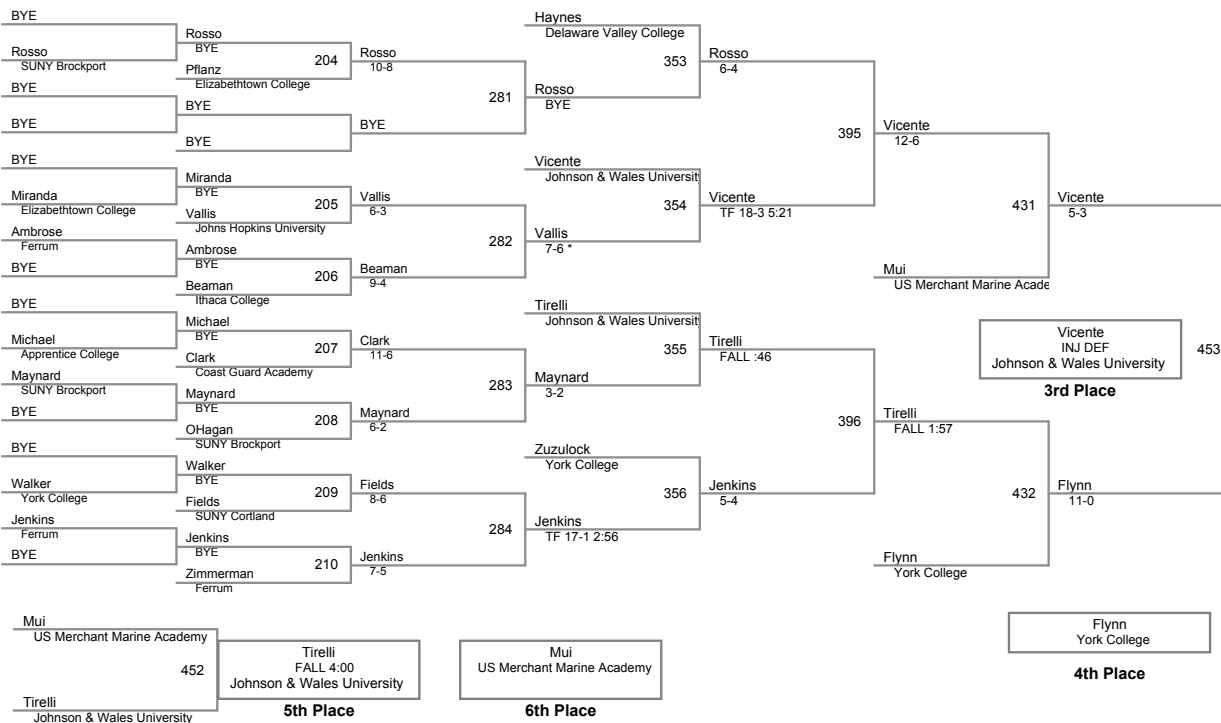 BYE
Rosso
SUNY Brockport
BYE
BYE
BYE
Miranda
Elizabethtown College
Ambrose
Ferrum
BYE
BYE
Michael
Apprentice College
Maynard
SUNY Brockport
BYE
BYE
Walker
York College
Jenkins
Ferrum
BYE
Rosso
BYE
204
Pflanz
Elizabethtown College
BYE
BYE
Miranda
BYE
205
Vallis
Johns Hopkins University
Ambrose
BYE
206
Beaman
Ithaca College
Michael
BYE
207
Clark
Coast Guard Academy
Maynard
BYE
208
OHagan
SUNY Brockport
Walker
BYE
209
Fields
SUNY Cortland
Jenkins
BYE
210
Zimmerman
Ferrum
Rosso
10-8
281
BYE
Vallis
6-3
282
Beaman
9-4
Clark
11-6
283
Maynard
6-2
Fields
8-6
284
Jenkins
7-5
Haynes
Delaware Valley College
353
Rosso
BYE
Vicente
Johnson & Wales Universit
354
Vallis
7-6 *
Tirelli
Johnson & Wales Universit
355
Maynard
3-2
Zuzulock
York College
356
Jenkins
TF 17-1 2:56
Rosso
6-4
395
Vicente
TF 18-3 5:21
Tirelli
FALL :46
396
Jenkins
5-4
Vicente
12-6
431
Mui
US Merchant Marine Acade
Tirelli
FALL 1:57
432
Flynn
York College
Vicente
5-3
Flynn
11-0
Vicente
INJ DEF
Johnson & Wales University
453
3rd Place
Flynn
York College
4th Place
Mui
US Merchant Marine Academy
452
Tirelli
Johnson & Wales University
Tirelli
FALL 4:00
Johnson & Wales University
5th Place
Mui
US Merchant Marine Academy
6th Place